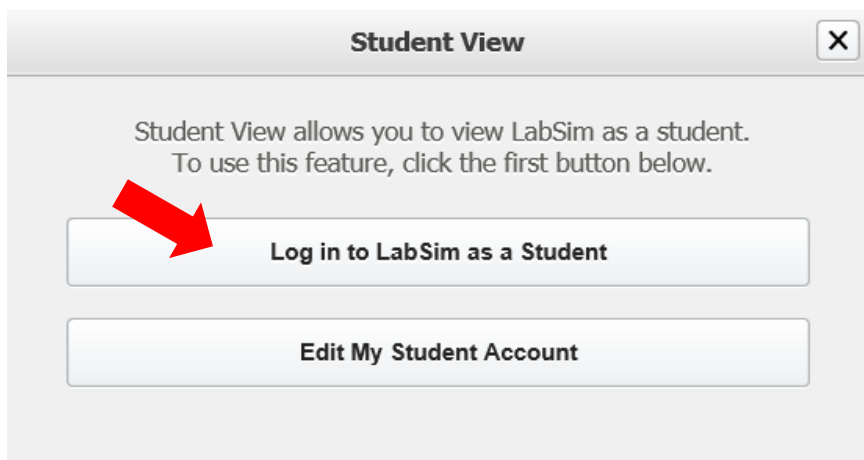 Student View
Student View allows you to view LabSim as a student.
To use this feature, click the first button below.
Log in to LabSim as a Student
Edit My Student Account